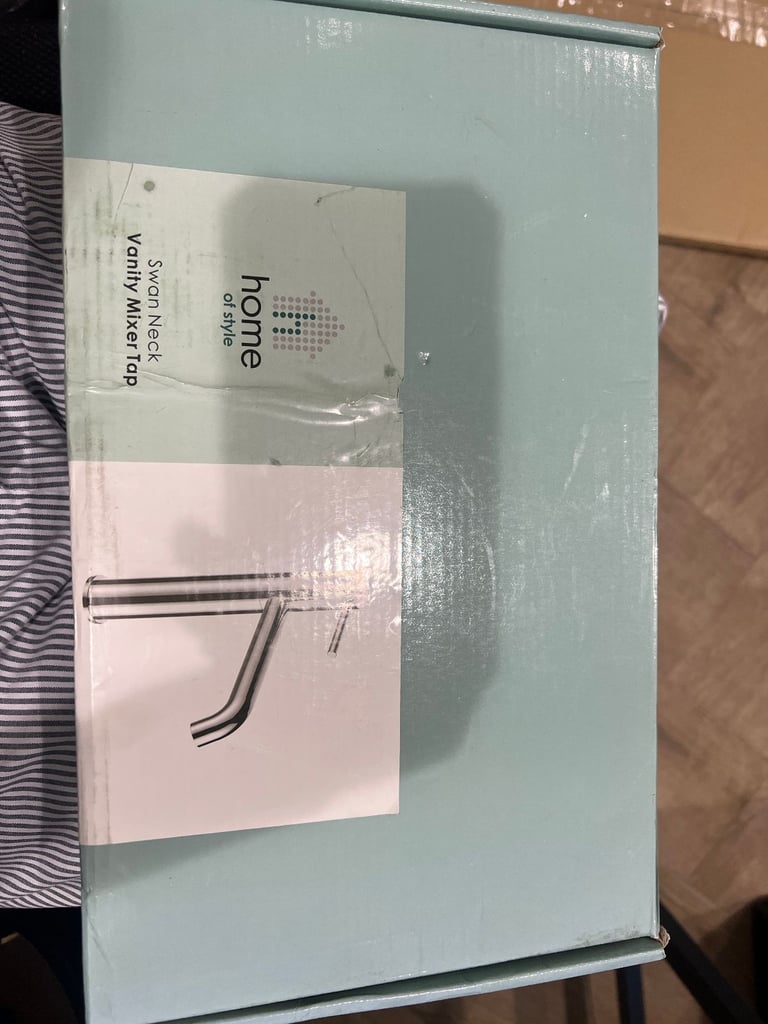 home
of style
Swan Neck
Vanity Mixer Tap